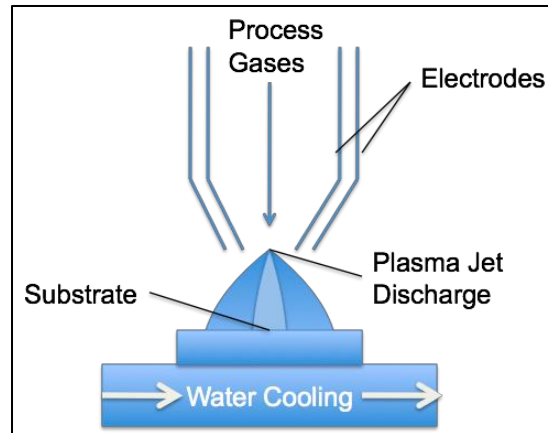 Process
Gases
Electrodes
Plasma Jet
Discharge
Substrate
Water Cooling